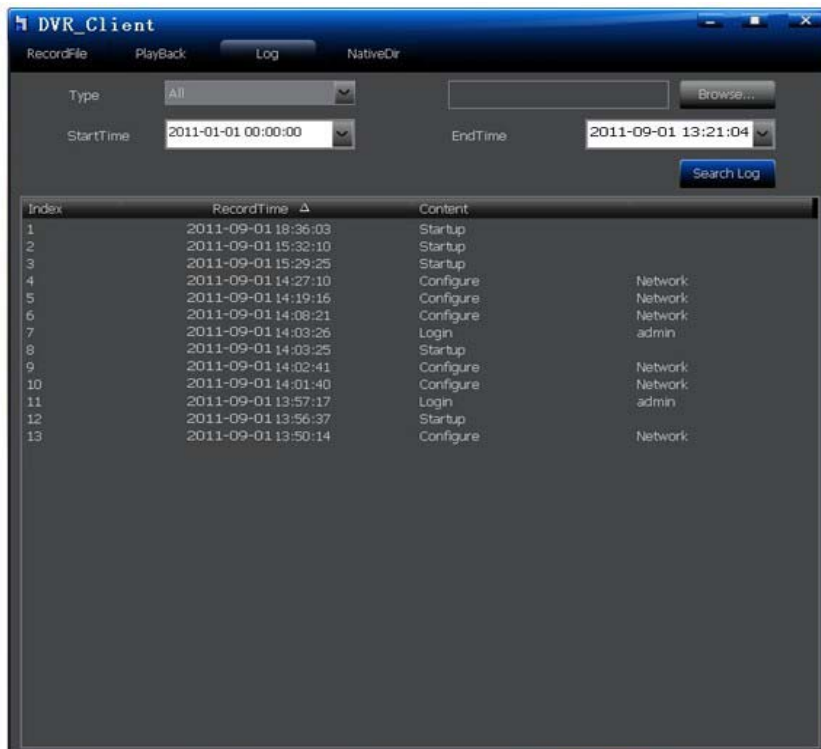 DVR_Client
RecordFile PlayBack Log NativeDir
Type All Browse...
StartTime 2011-01-01 00:00:00 EndTime 2011-09-01 13:21:04
Search Log
Index RecordTime Content
1 2011-09-01 18:36:03 Startup
2 2011-09-01 15:32:10 Startup
3 2011-09-01 15:29:25 Startup
4 2011-09-01 14:27:10 Configure Network
5 2011-09-01 14:19:16 Configure Network
6 2011-09-01 14:08:21 Configure Network
7 2011-09-01 14:03:26 Login admin
8 2011-09-01 14:03:25 Startup
9 2011-09-01 14:02:41 Configure Network
10 2011-09-01 14:01:40 Configure Network
11 2011-09-01 13:57:17 Login admin
12 2011-09-01 13:56:37 Startup
13 2011-09-01 13:50:14 Configure Network